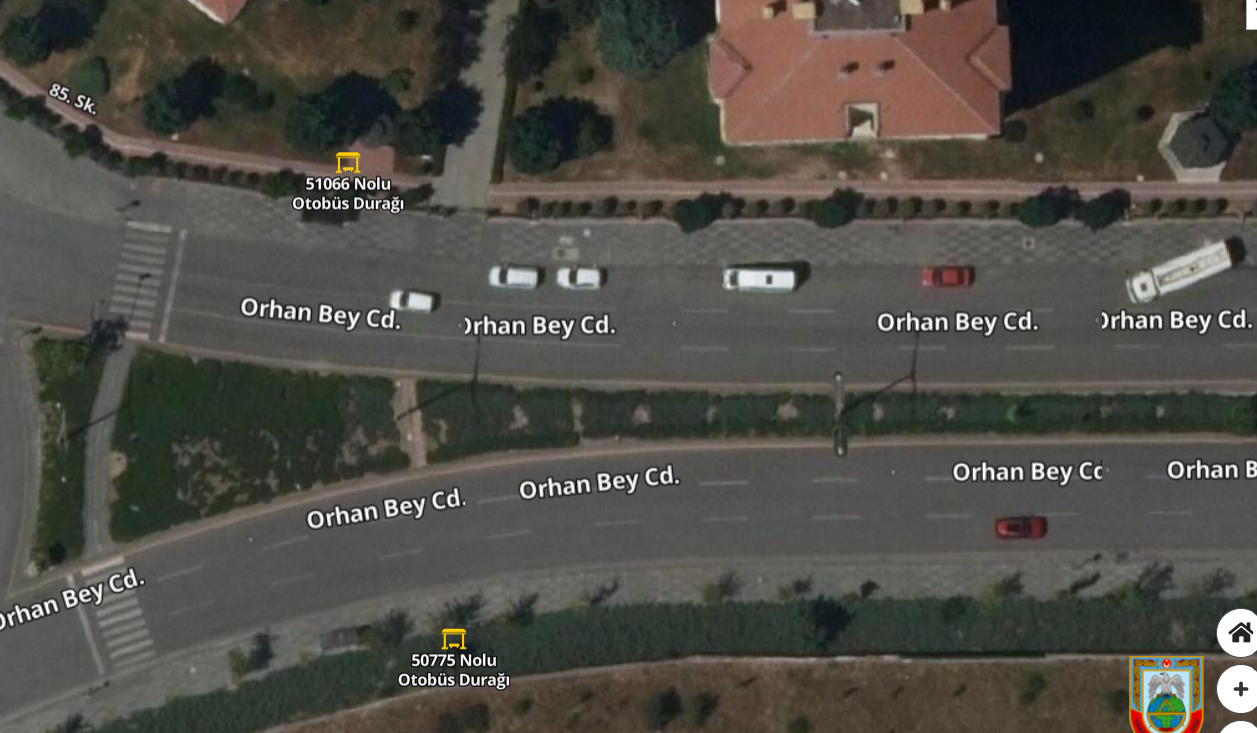 85. Sk.
51066 Nolu
Otobüs Durağı
Orhan Bey Cd.
Orhan Bey Cd.
Orhan Bey Cd.
Orhan Bey Cd.
Orhan Bey Cd.
Orhan Bey Cd.
Orhan Bey Cd.
Orhan B
Orhan Bey Cd.
50775 Nolu
Otobüs Durağı